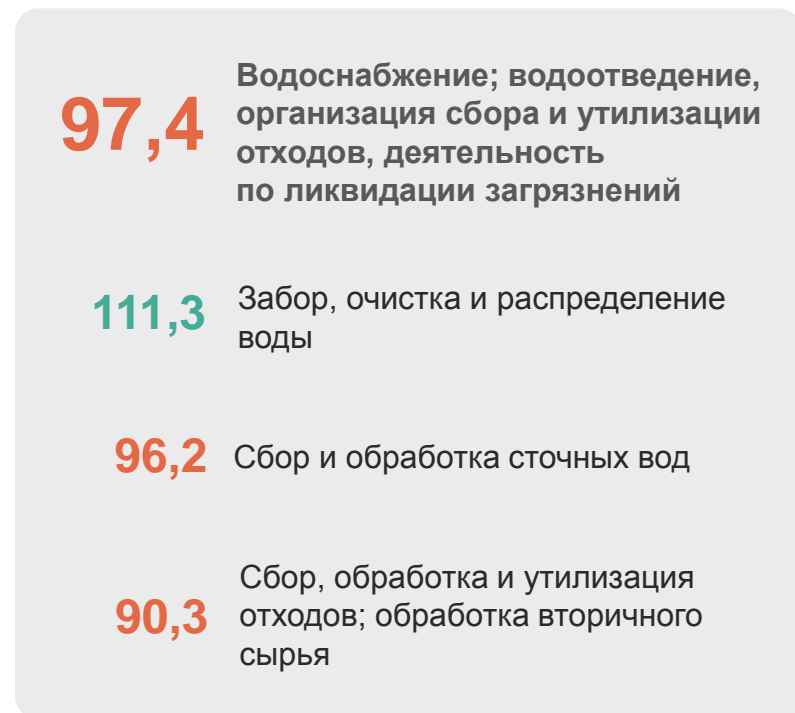 97,4
Водоснабжение; водоотведение,
организация сбора и утилизации
отходов, деятельность
по ликвидации загрязнений
111,3
Забор, очистка и распределение
воды
96,2 Сбор и обработка сточных вод
90,3
Сбор, обработка и утилизация
отходов; обработка вторичного
сырья